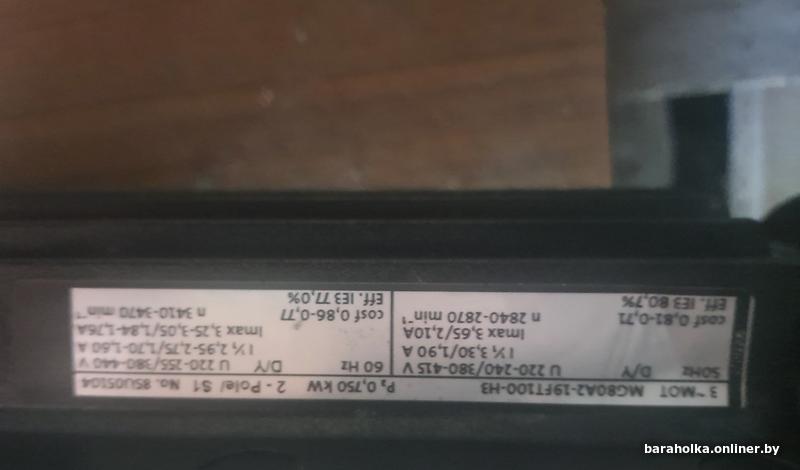 3~MOT MG80A2-19FT100-H3 P₂ 0,750 kW 2 - Pole/ S1 No. 85U05104
50Hz D/Y U 220-240/380-415 V
I 1/1 3,30/1,90 A
Imax 3,65/2,10A
cosf 0,81-0,71 n 2840-2870 min⁻¹
Eff. IE3 80,7%
60 Hz D/Y U 220-255/380-440 V
I 1/1 2,95-2,75/1,70-1,60 A
Imax 3,25-3,05/1,84-1,76A
cosf 0,86-0,77 n 3410-3470 min⁻¹
Eff. IE3 77,0%
baraholka.onliner.by